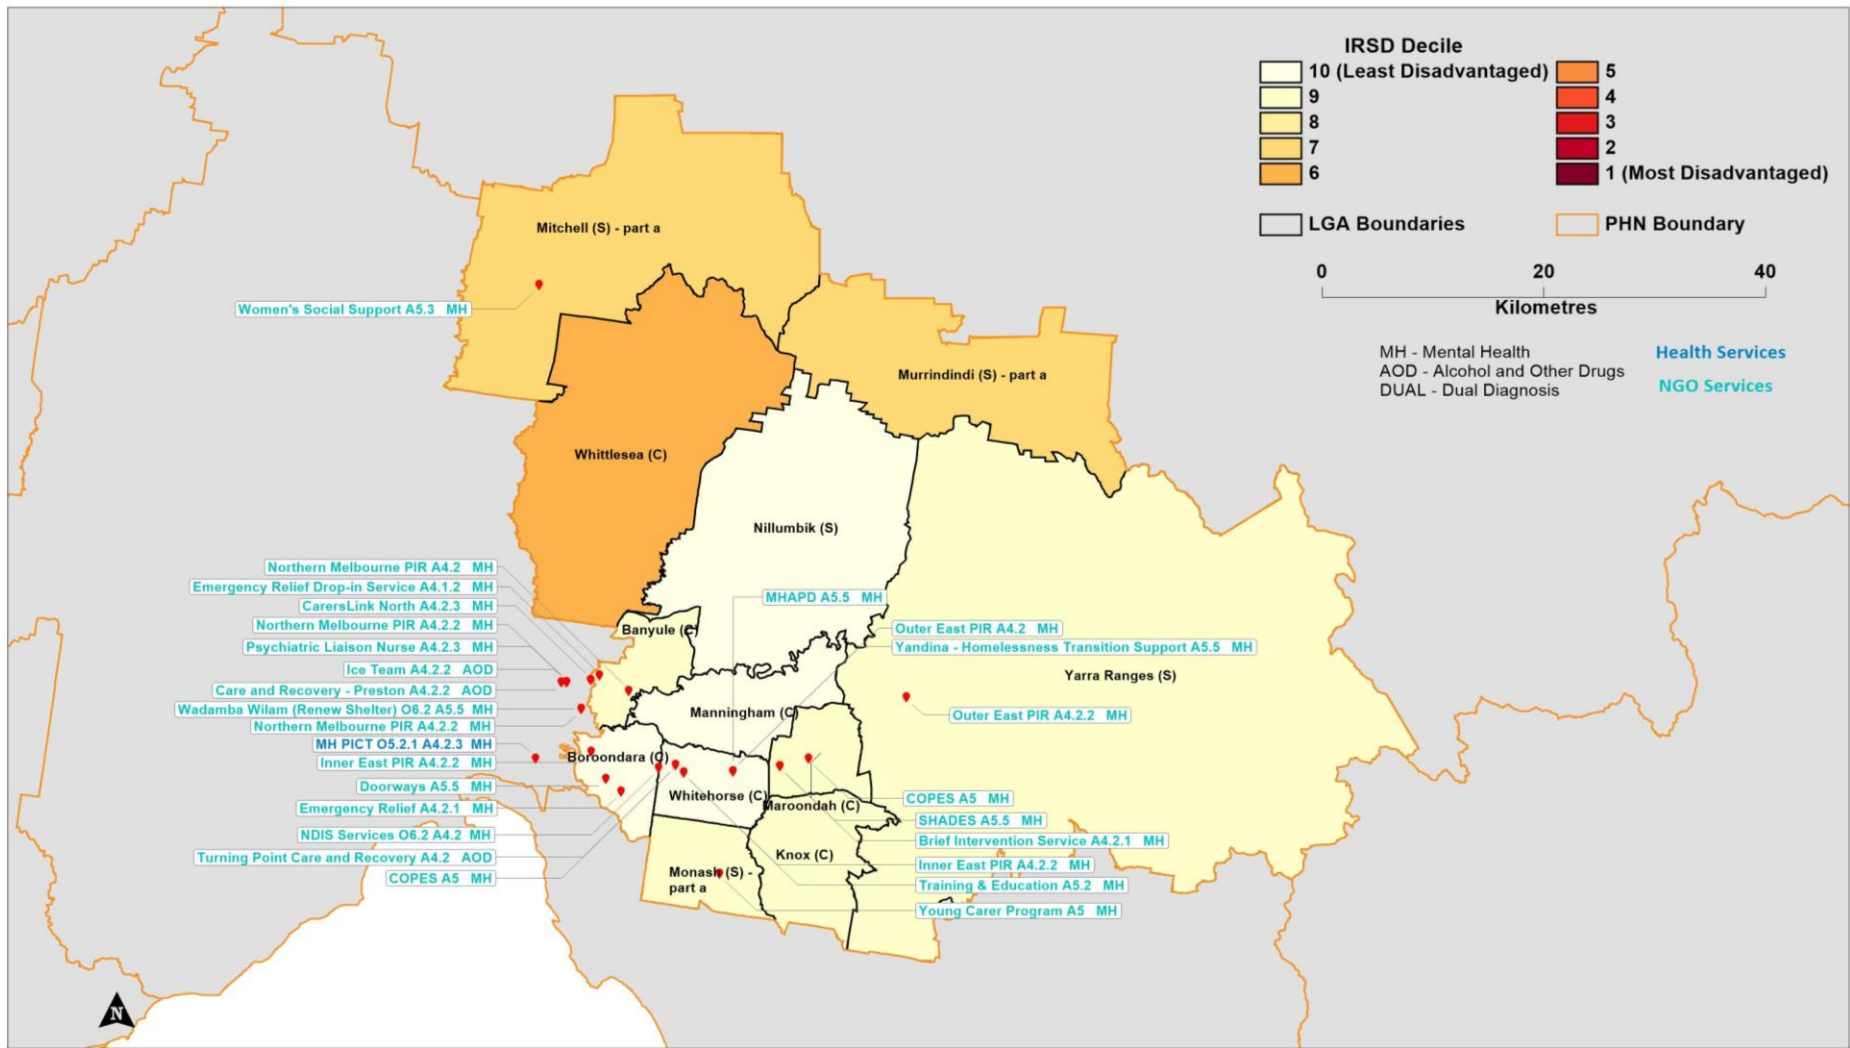 IRSD Decile
10 (Least Disadvantaged)
9
8
7
6
5
4
3
2
1 (Most Disadvantaged)
LGA Boundaries
PHN Boundary
0 20 40
Kilometres
MH - Mental Health
AOD - Alcohol and Other Drugs
DUAL - Dual Diagnosis
Health Services
NGO Services
Mitchell (S) - part a
Women's Social Support A5.3 MH
Murrindindi (S) - part a
Whittlesea (C)
Nillumbik (S)
Northern Melbourne PIR A4.2 MH
Emergency Relief Drop-in Service A4.1.2 MH
CarersLink North A4.2.3 MH
Northern Melbourne PIR A4.2.2 MH
Psychiatric Liaison Nurse A4.2.3 MH
Ice Team A4.2.2 AOD
Care and Recovery - Preston A4.2.2 AOD
Wadamba Wilam (Renew Shelter) O6.2 A5.5 MH
Northern Melbourne PIR A4.2.2 MH
MH PICT O5.2.1 A4.2.3 MH
Inner East PIR A4.2.2 MH
Doorways A5.5 MH
Emergency Relief A4.2.1 MH
NDIS Services O6.2 A4.2 MH
Turning Point Care and Recovery A4.2 AOD
COPES A5 MH
MHAPD A5.5 MH
Banyule (C)
Outer East PIR A4.2 MH
Yandina - Homelessness Transition Support A5.5 MH
Yarra Ranges (S)
Outer East PIR A4.2.2 MH
Manningham (C)
Boroondara (C)
Whitehorse (C)
Maroondah (C)
Knox (C)
Monash (S) -
part a
COPES A5 MH
SHADES A5.5 MH
Brief Intervention Service A4.2.1 MH
Inner East PIR A4.2.2 MH
Training & Education A5.2 MH
Young Carer Program A5 MH
N